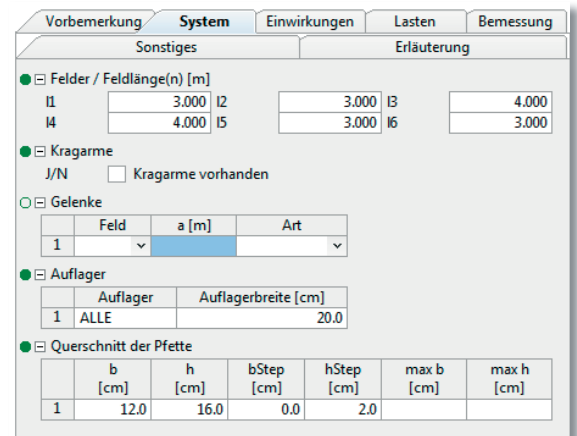 Vorbemerkung System Einwirkungen Lasten Bemessung
Sonstiges Erläuterung
Felder / Feldlänge(n) [m]
l1 3.000 l2 3.000 l3 4.000
l4 4.000 l5 3.000 l6 3.000
Kragarme
J/N Kragarme vorhanden
Gelenke
Feld a [m] Art
1
Auflager
Auflager Auflagerbreite [cm]
1 ALLE 20.0
Querschnitt der Pfette
b h bStep hStep max b max h
[cm] [cm] [cm] [cm] [cm] [cm]
1 12.0 16.0 0.0 2.0